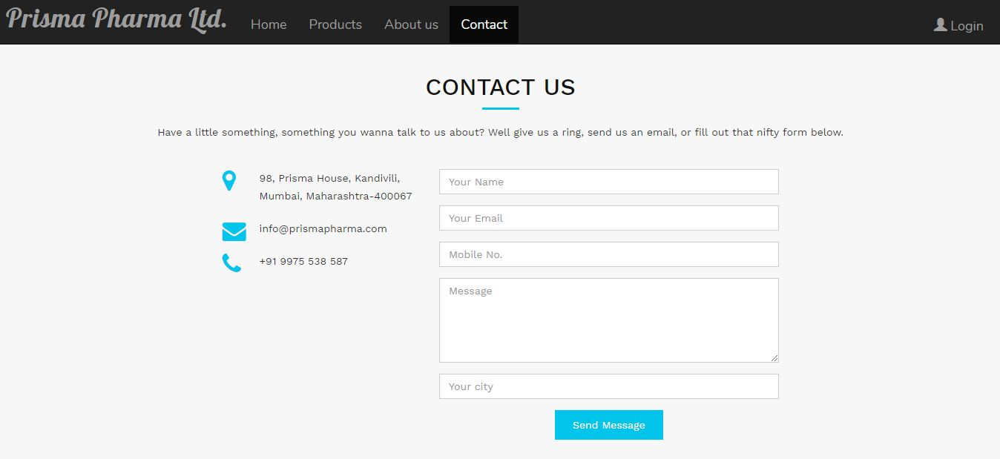 Prisma Pharma Ltd.
Home
Products
About us
Contact
Login
CONTACT US
Have a little something, something you wanna talk to us about? Well give us a ring, send us an email, or fill out that nifty form below.
98, Prisma House, Kandivili,
Mumbai, Maharashtra-400067
info@prismapharma.com
+91 9975 538 587
Your Name
Your Email
Mobile No.
Message
Your city
Send Message